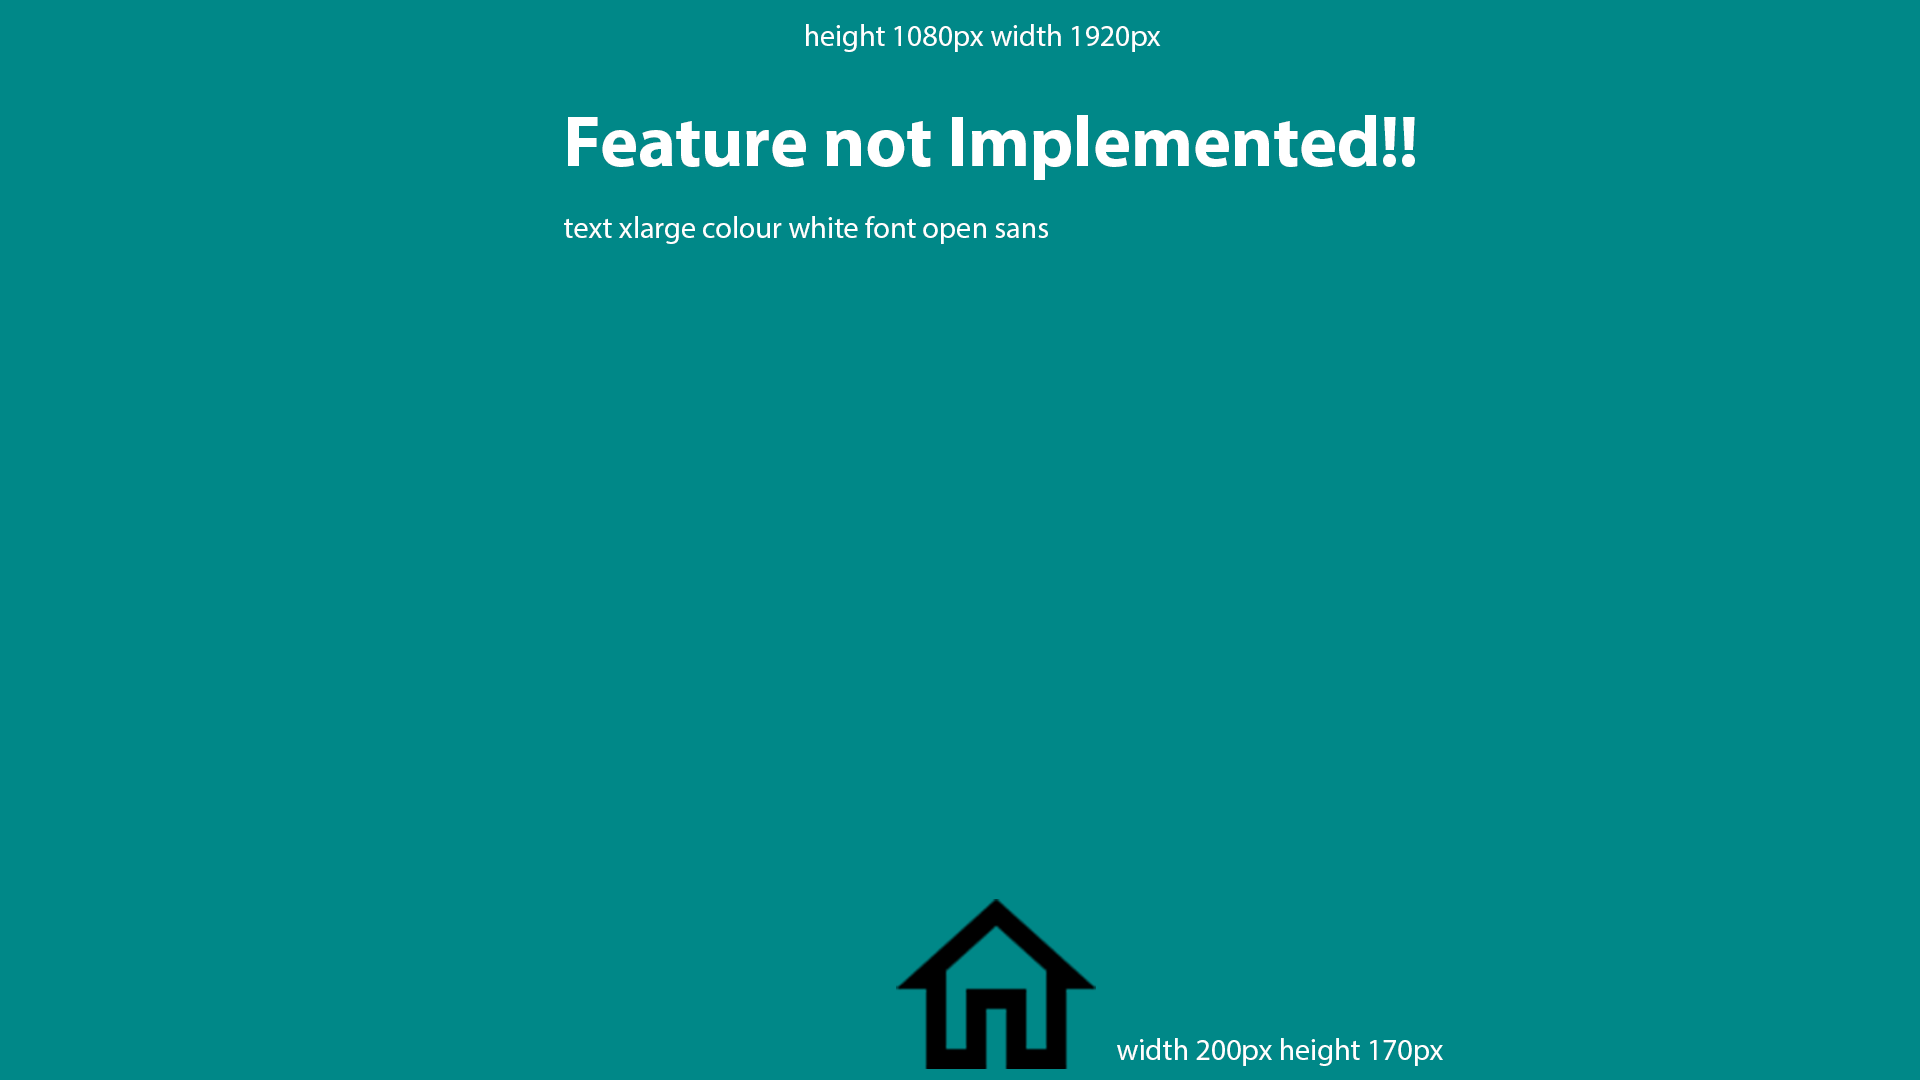 height 1080px width 1920px
Feature not Implemented!!
text xlarge colour white font open sans
width 200px height 170px